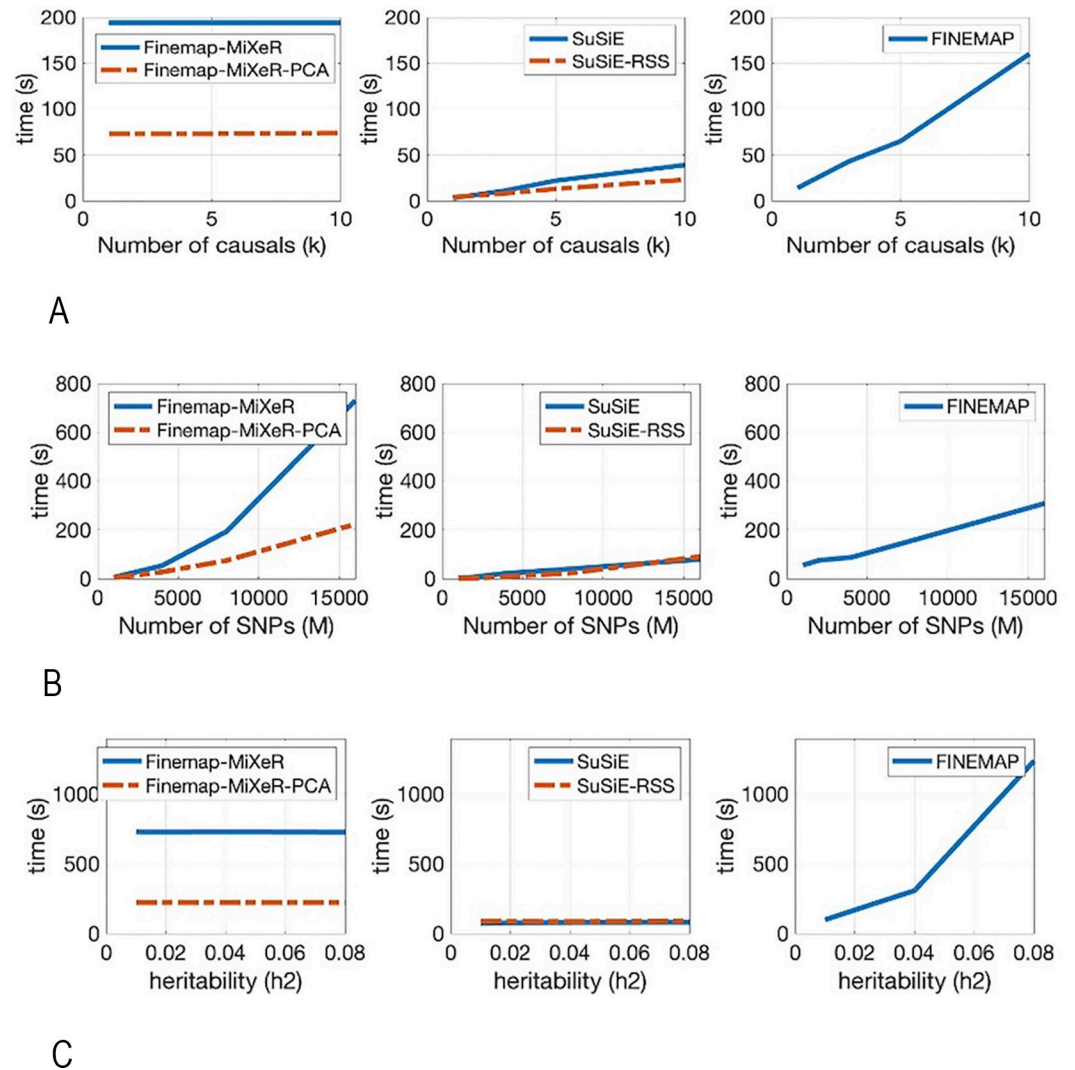 200
150
100
50
0
time (s)
Finemap-MiXeR
Finemap-MiXeR-PCA
0 5 10
Number of causals (k)
200
150
100
50
0
time (s)
SuSiE
SuSiE-RSS
0 5 10
Number of causals (k)
200
150
100
50
0
time (s)
FINEMAP
0 5 10
Number of causals (k)
A
800
600
400
200
0
time (s)
Finemap-MiXeR
Finemap-MiXeR-PCA
0 5000 10000 15000
Number of SNPs (M)
800
600
400
200
0
time (s)
SuSiE
SuSiE-RSS
0 5000 10000 15000
Number of SNPs (M)
800
600
400
200
0
time (s)
FINEMAP
0 5000 10000 15000
Number of SNPs (M)
B
1000
500
0
time (s)
Finemap-MiXeR
Finemap-MiXeR-PCA
0 0.02 0.04 0.06 0.08
heritability (h2)
1000
500
0
time (s)
SuSiE
SuSiE-RSS
0 0.02 0.04 0.06 0.08
heritability (h2)
1000
500
0
time (s)
FINEMAP
0 0.02 0.04 0.06 0.08
heritability (h2)
C